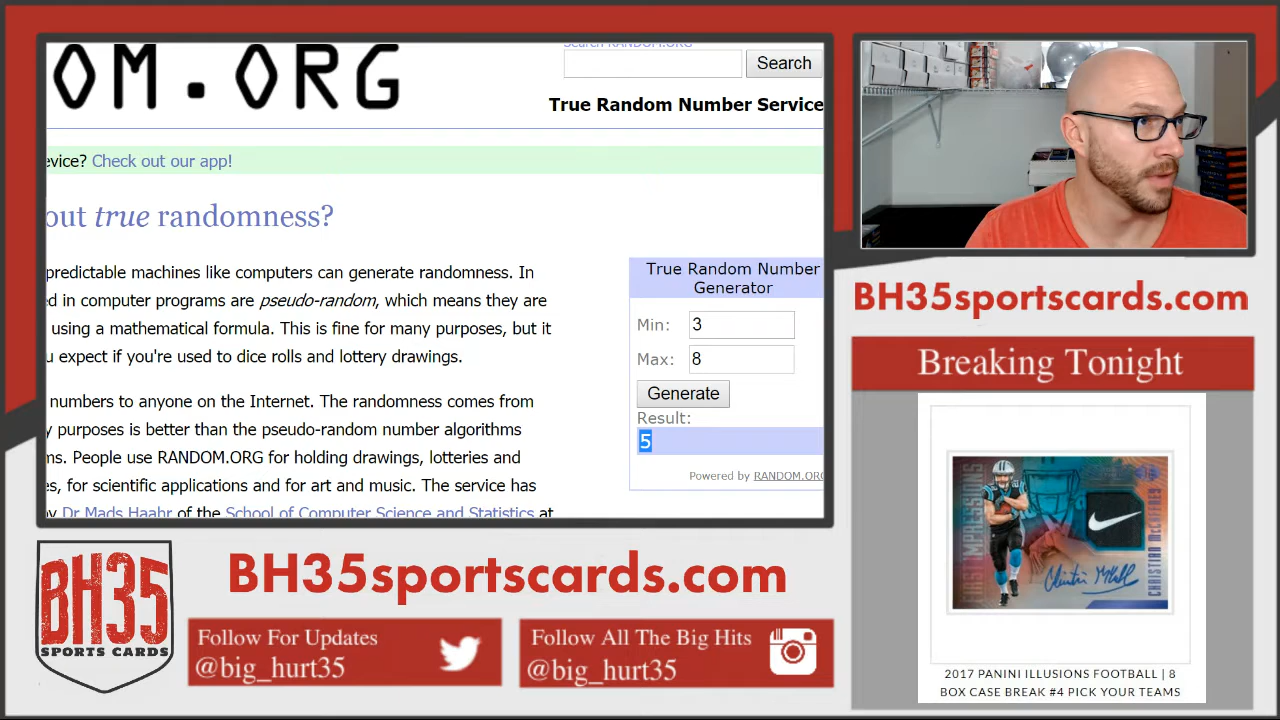 OM.ORG
Search RANDOM.ORG
Search
True Random Number Service
evice? Check out our app!
out true randomness?
predictable machines like computers can generate randomness. In
ed in computer programs are pseudo-random, which means they are
using a mathematical formula. This is fine for many purposes, but it
u expect if you're used to dice rolls and lottery drawings.
numbers to anyone on the Internet. The randomness comes from
y purposes is better than the pseudo-random number algorithms
ms. People use RANDOM.ORG for holding drawings, lotteries and
es, for scientific applications and for art and music. The service has
y Dr Mads Haahr of the School of Computer Science and Statistics at
True Random Number
Generator
Min: 3
Max: 8
Generate
Result:
5
Powered by RANDOM.ORG
BH35sportscards.com
Breaking Tonight
FIRST IMPRESSIONS
CHRISTIAN McCAFFREY
2017 PANINI ILLUSIONS FOOTBALL | 8
BOX CASE BREAK #4 PICK YOUR TEAMS
BH35
SPORTS CARDS
BH35sportscards.com
Follow For Updates
@big_hurt35
Follow All The Big Hits
@big_hurt35